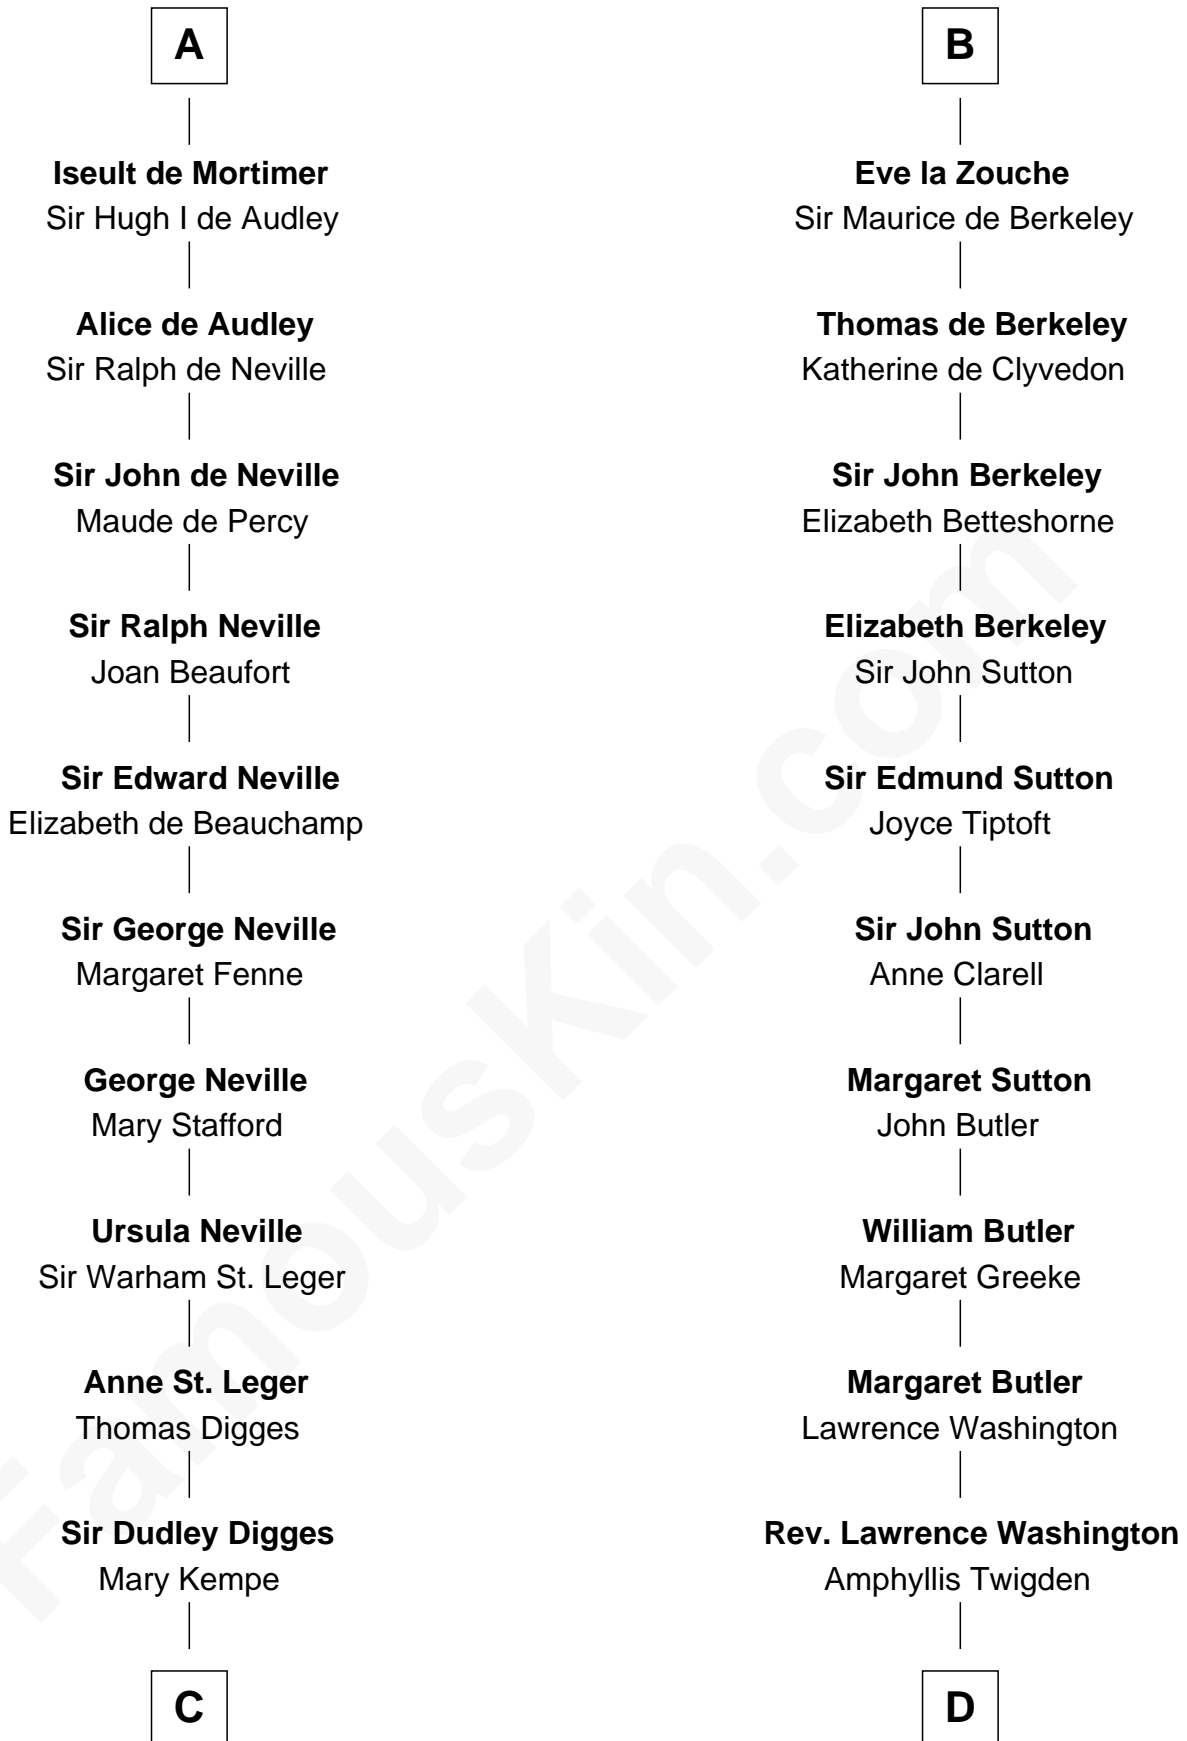 A
Iseult de Mortimer
Sir Hugh I de Audley
Alice de Audley
Sir Ralph de Neville
Sir John de Neville
Maude de Percy
Sir Ralph Neville
Joan Beaufort
Sir Edward Neville
Elizabeth de Beauchamp
Sir George Neville
Margaret Fenne
George Neville
Mary Stafford
Ursula Neville
Sir Warham St. Leger
Anne St. Leger
Thomas Digges
Sir Dudley Digges
Mary Kempe
C
B
Eve la Zouche
Sir Maurice de Berkeley
Thomas de Berkeley
Katherine de Clyvedon
Sir John Berkeley
Elizabeth Betteshorne
Elizabeth Berkeley
Sir John Sutton
Sir Edmund Sutton
Joyce Tiptoft
Sir John Sutton
Anne Clarell
Margaret Sutton
John Butler
William Butler
Margaret Greeke
Margaret Butler
Lawrence Washington
Rev. Lawrence Washington
Amphyllis Twigden
D
FamousKin.com